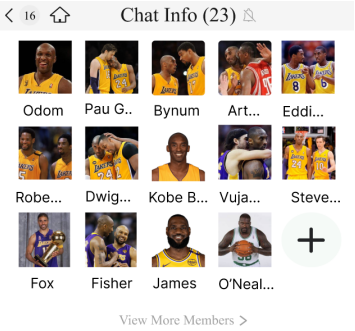 16 Chat Info (23)
Odom Pau G.. Bynum Art... Eddi...
Robe... Dwig... Kobe B... Vuja... Steve...
Fox Fisher James O'Neal...
View More Members >